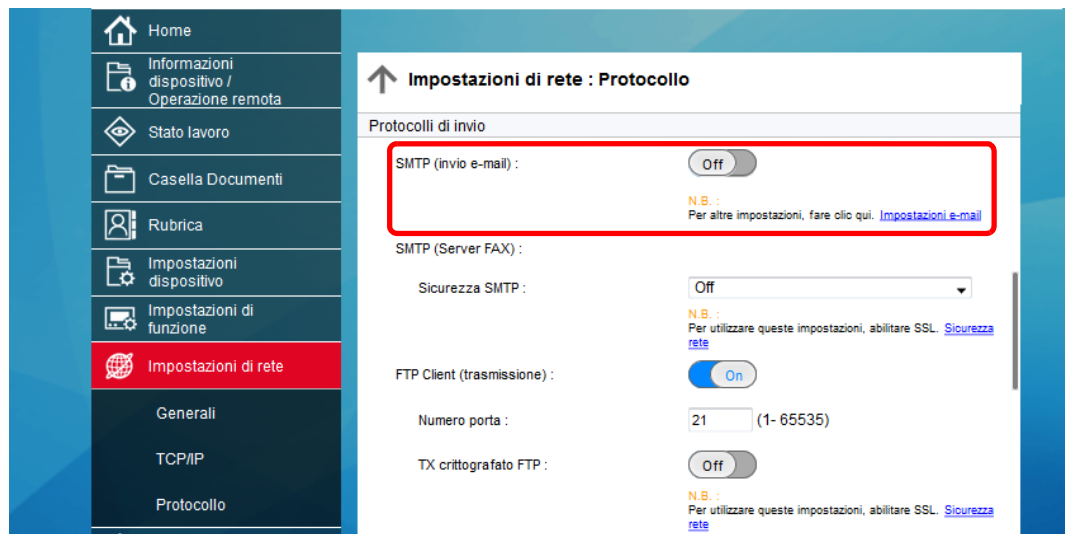 Home
Informazioni
dispositivo /
Operazione remota
Stato lavoro
Casella Documenti
Rubrica
Impostazioni
dispositivo
Impostazioni di
funzione
Impostazioni di rete
Generali
TCP/IP
Protocollo
Impostazioni di rete : Protocollo
Protocolli di invio
SMTP (invio e-mail) : Off
N.B. :
Per altre impostazioni, fare clic qui. Impostazioni e-mail
SMTP (Server FAX) :
Sicurezza SMTP : Off
N.B. :
Per utilizzare queste impostazioni, abilitare SSL. Sicurezza
rete
FTP Client (trasmissione) : On
Numero porta : 21 (1- 65535)
TX crittografato FTP : Off
N.B. :
Per utilizzare queste impostazioni, abilitare SSL. Sicurezza
rete